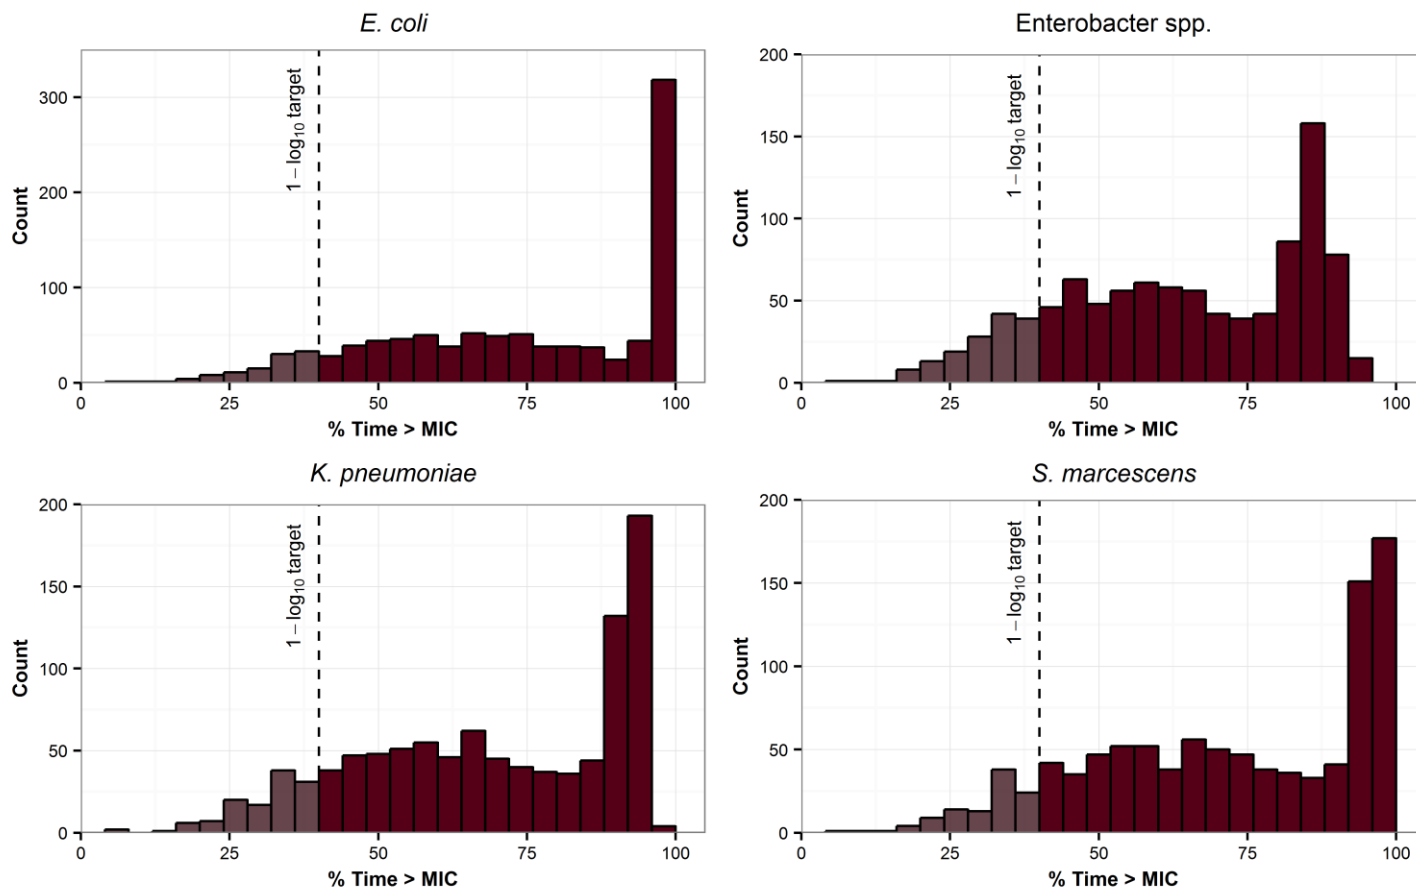 E. coli
300
200
100
0
Count
1 – log10 target
0 25 50 75 100
% Time > MIC
Enterobacter spp.
200
150
100
50
0
Count
1 – log10 target
0 25 50 75 100
% Time > MIC
K. pneumoniae
200
150
100
50
0
Count
1 – log10 target
0 25 50 75 100
% Time > MIC
S. marcescens
200
150
100
50
0
Count
1 – log10 target
0 25 50 75 100
% Time > MIC